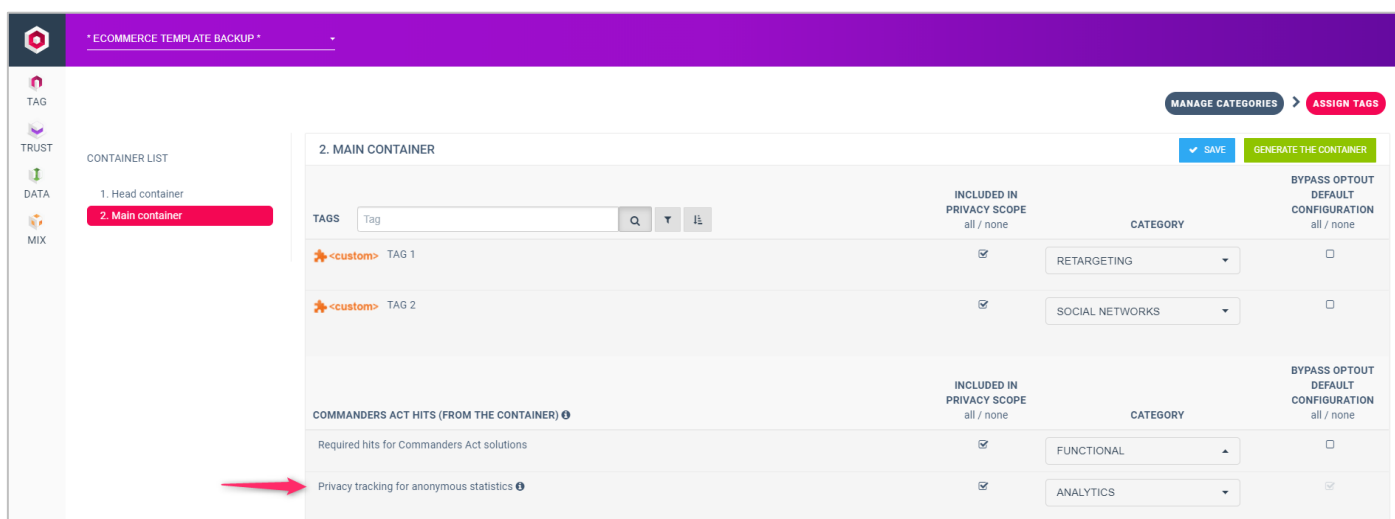 * ECOMMERCE TEMPLATE BACKUP *
TAG
TRUST
DATA
MIX
MANAGE CATEGORIES
ASSIGN TAGS
CONTAINER LIST
1. Head container
2. Main container
2. MAIN CONTAINER
SAVE
GENERATE THE CONTAINER
TAGS
Tag
INCLUDED IN
PRIVACY SCOPE
all / none
CATEGORY
BYPASS OPTOUT
DEFAULT
CONFIGURATION
all / none
<custom> TAG 1
RETARGETING
<custom> TAG 2
SOCIAL NETWORKS
COMMANDERS ACT HITS (FROM THE CONTAINER)
INCLUDED IN
PRIVACY SCOPE
all / none
CATEGORY
BYPASS OPTOUT
DEFAULT
CONFIGURATION
all / none
Required hits for Commanders Act solutions
FUNCTIONAL
Privacy tracking for anonymous statistics
ANALYTICS